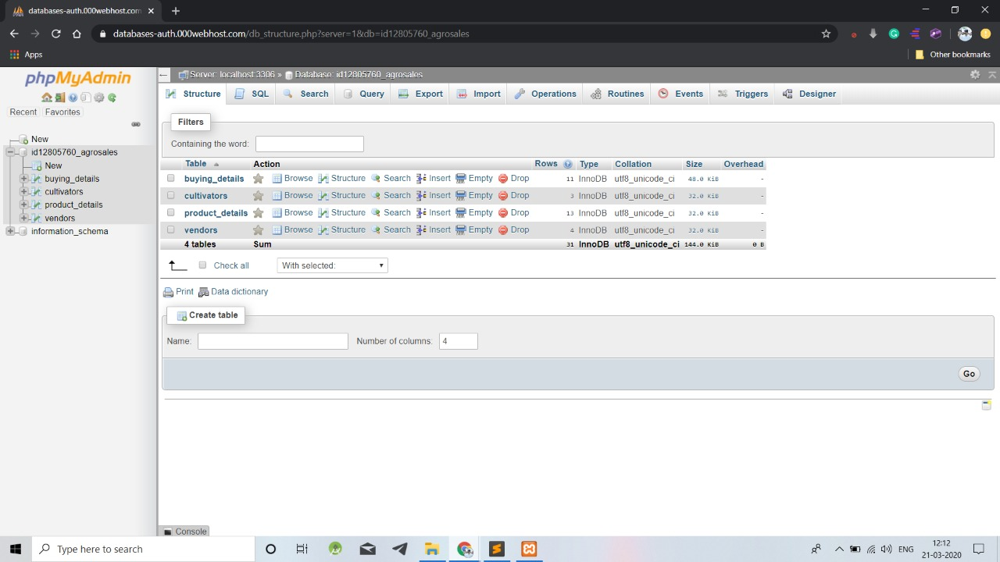 databases-auth.000webhost.com
databases-auth.000webhost.com/db_structure.php?server=1&db=id12805760_agrosales
Apps
Other bookmarks
phpMyAdmin
Recent Favorites
New
id12805760_agrosales
New
buying_details
cultivators
product_details
vendors
information_schema
Server: localhost:3306 » Database: id12805760_agrosales
Structure SQL Search Query Export Import Operations Routines Events Triggers Designer
Filters
Containing the word:
Table Action Rows Type Collation Size Overhead
buying_details Browse Structure Search Insert Empty Drop 11 InnoDB utf8_unicode_ci 48.0 KiB -
cultivators Browse Structure Search Insert Empty Drop 3 InnoDB utf8_unicode_ci 32.0 KiB -
product_details Browse Structure Search Insert Empty Drop 13 InnoDB utf8_unicode_ci 32.0 KiB -
vendors Browse Structure Search Insert Empty Drop 4 InnoDB utf8_unicode_ci 32.0 KiB -
4 tables Sum 31 InnoDB utf8_unicode_ci 144.0 KiB 0 B
Check all With selected:
Print Data dictionary
Create table
Name: Number of columns: 4
Go
Console
Type here to search
ENG
12:12
21-03-2020